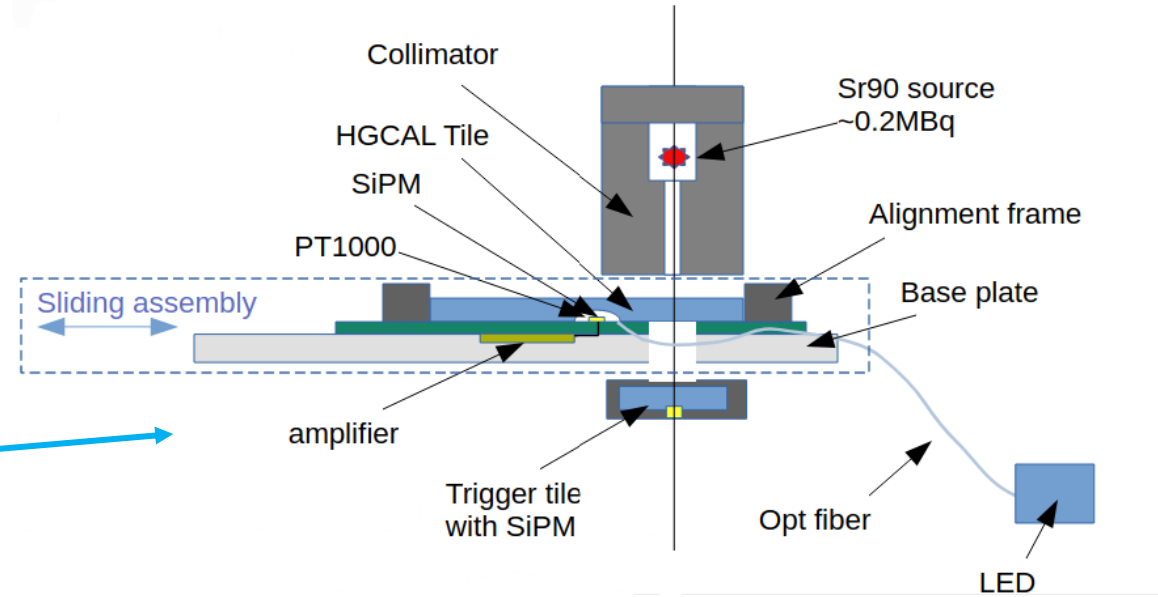 Collimator
Sr90 source
~0.2MBq
HGCAL Tile
SiPM
Alignment frame
PT1000
Base plate
Sliding assembly
amplifier
Trigger tile
with SiPM
Opt fiber
LED